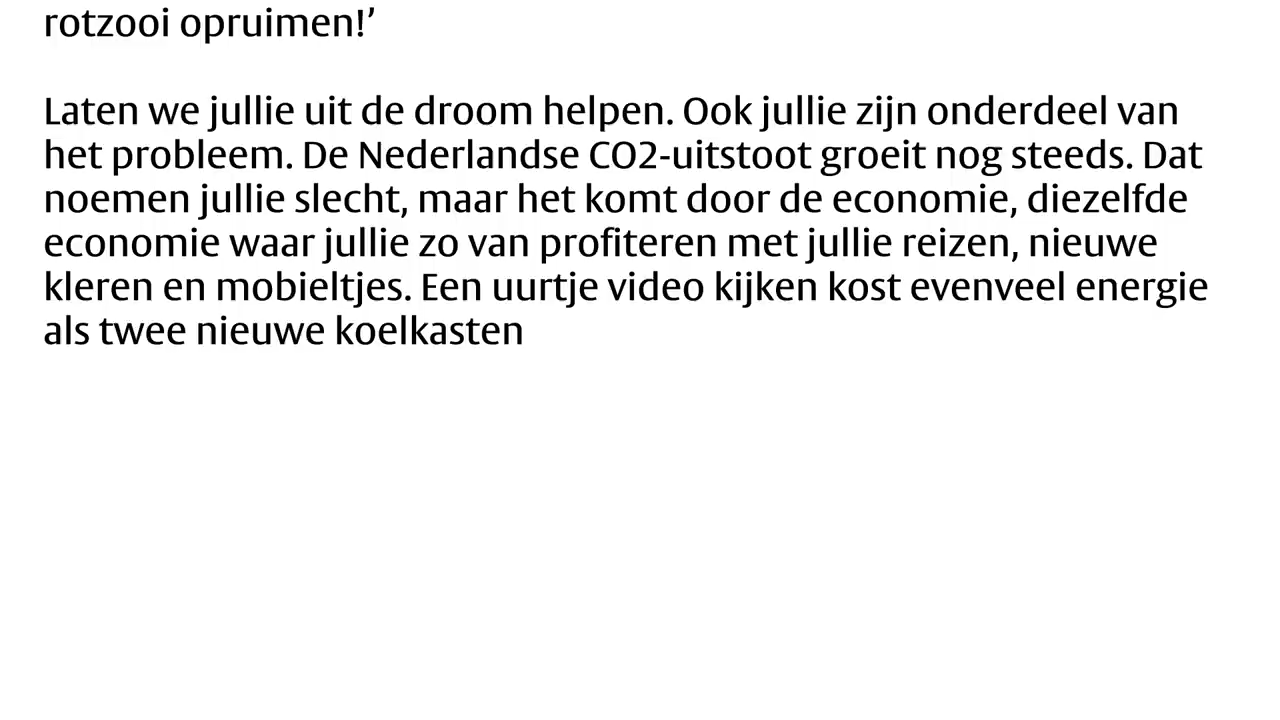 rotzooi opruimen!’
Laten we jullie uit de droom helpen. Ook jullie zijn onderdeel van
het probleem. De Nederlandse CO2-uitstoot groeit nog steeds. Dat
noemen jullie slecht, maar het komt door de economie, diezelfde
economie waar jullie zo van profiteren met jullie reizen, nieuwe
kleren en mobieltjes. Een uurtje video kijken kost evenveel energie
als twee nieuwe koelkasten